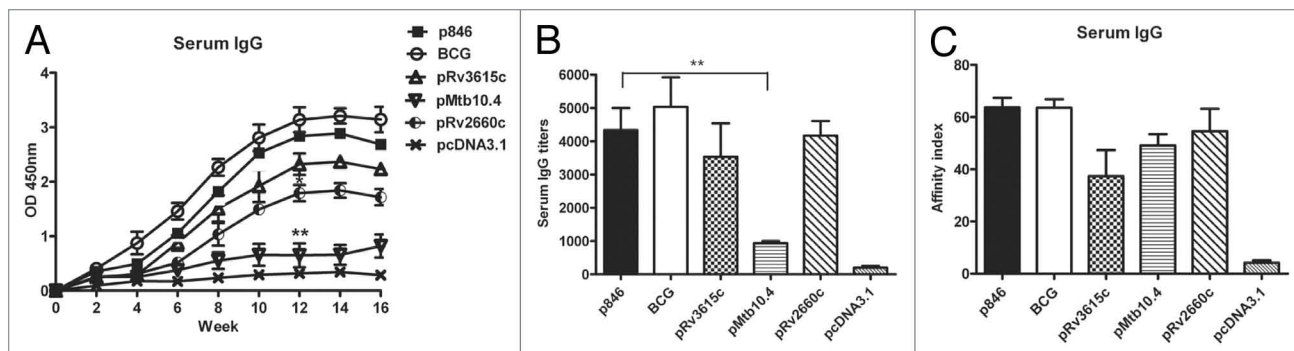 A
Serum IgG
p846
BCG
pRv3615c
pMtb10.4
pRv2660c
pcDNA3.1
OD 450nm
4
3
2
1
0
*
**
0 2 4 6 8 10 12 14 16
Week
B
**
Serum IgG titers
6000
5000
4000
3000
2000
1000
0
p846 BCG pRv3615c pMtb10.4 pRv2660c pcDNA3.1
C
Serum IgG
Affinity index
80
60
40
20
0
p846 BCG pRv3615c pMtb10.4 pRv2660c pcDNA3.1